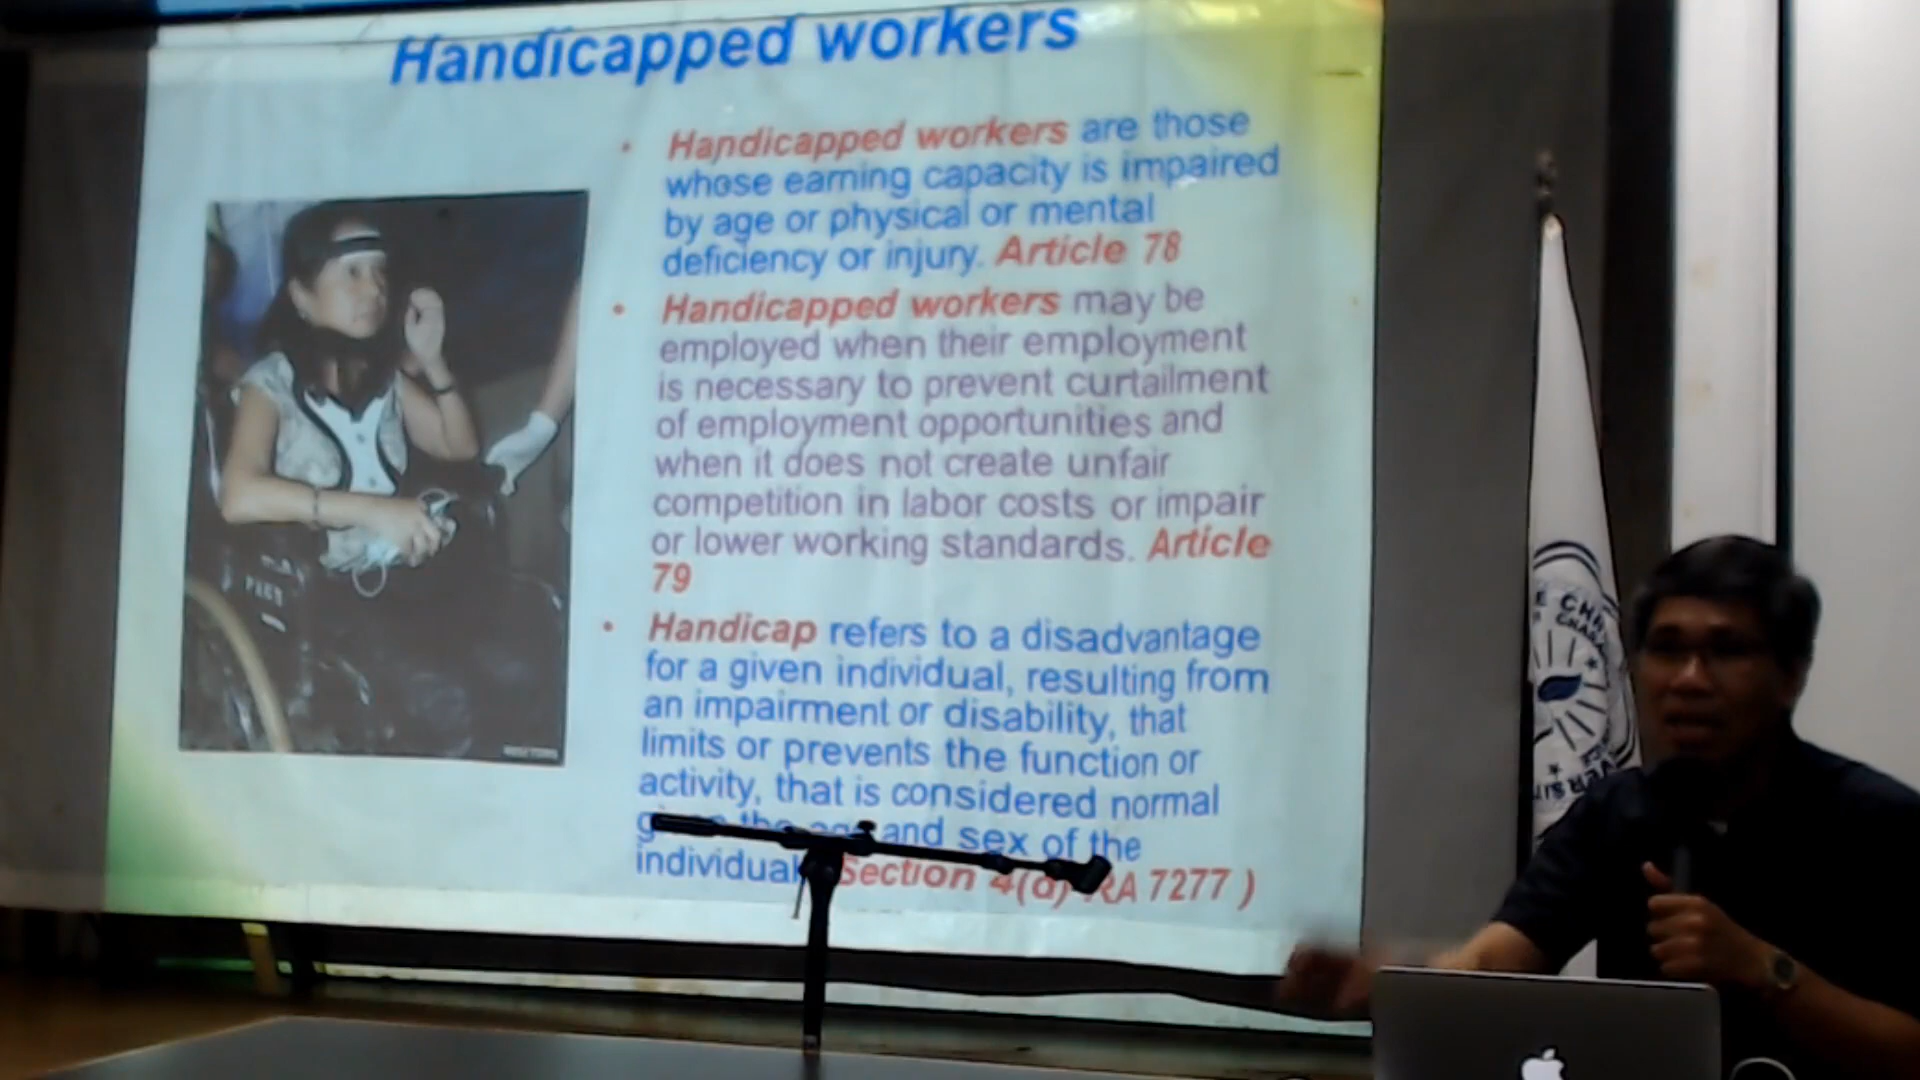 Handicapped workers
• Handicapped workers are those
whose earning capacity is impaired
by age or physical or mental
deficiency or injury. Article 78
• Handicapped workers may be
employed when their employment
is necessary to prevent curtailment
of employment opportunities and
when it does not create unfair
competition in labor costs or impair
or lower working standards. Article
79
• Handicap refers to a disadvantage
for a given individual, resulting from
an impairment or disability, that
limits or prevents the function or
activity, that is considered normal
the age and sex of the
individual Section 4(d) RA 7277 )